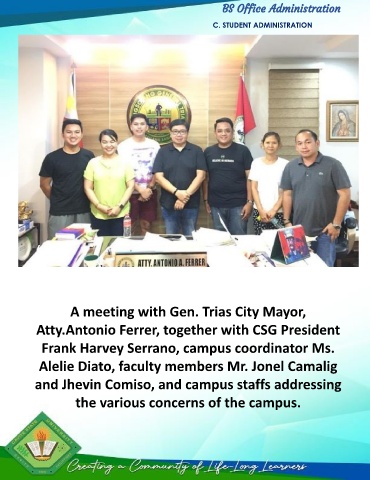 BS Office Administration
C. STUDENT ADMINISTRATION
ATTY. ANTONIO A. FERRER
A meeting with Gen. Trias City Mayor,
Atty.Antonio Ferrer, together with CSG President
Frank Harvey Serrano, campus coordinator Ms.
Alelie Diato, faculty members Mr. Jonel Camalig
and Jhevin Comiso, and campus staffs addressing
the various concerns of the campus.
Creating a Community of Life-Long Learners